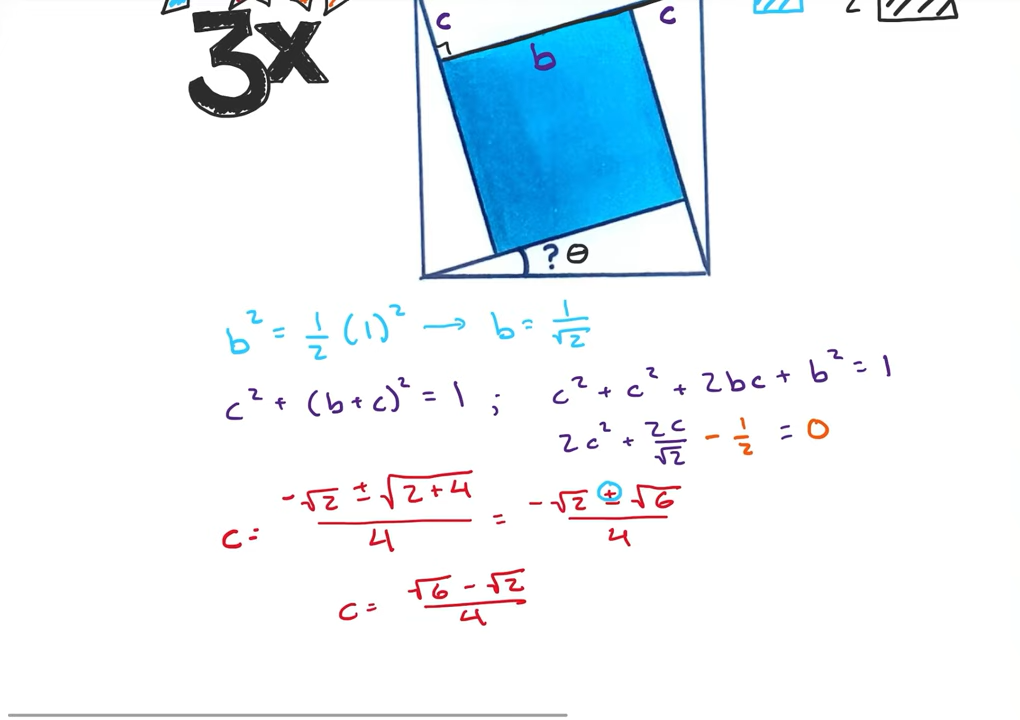 3x
c
c
b
? θ
b² = 1/2 (1)² → b = 1/√2
c² + (b+c)² = 1 ; c² + c² + 2bc + b² = 1
2c² + 2c/√2 - 1/2 = 0
c = (-√2 ± √(2+4))/4 = (-√2 ± √6)/4
c = (√6 - √2)/4